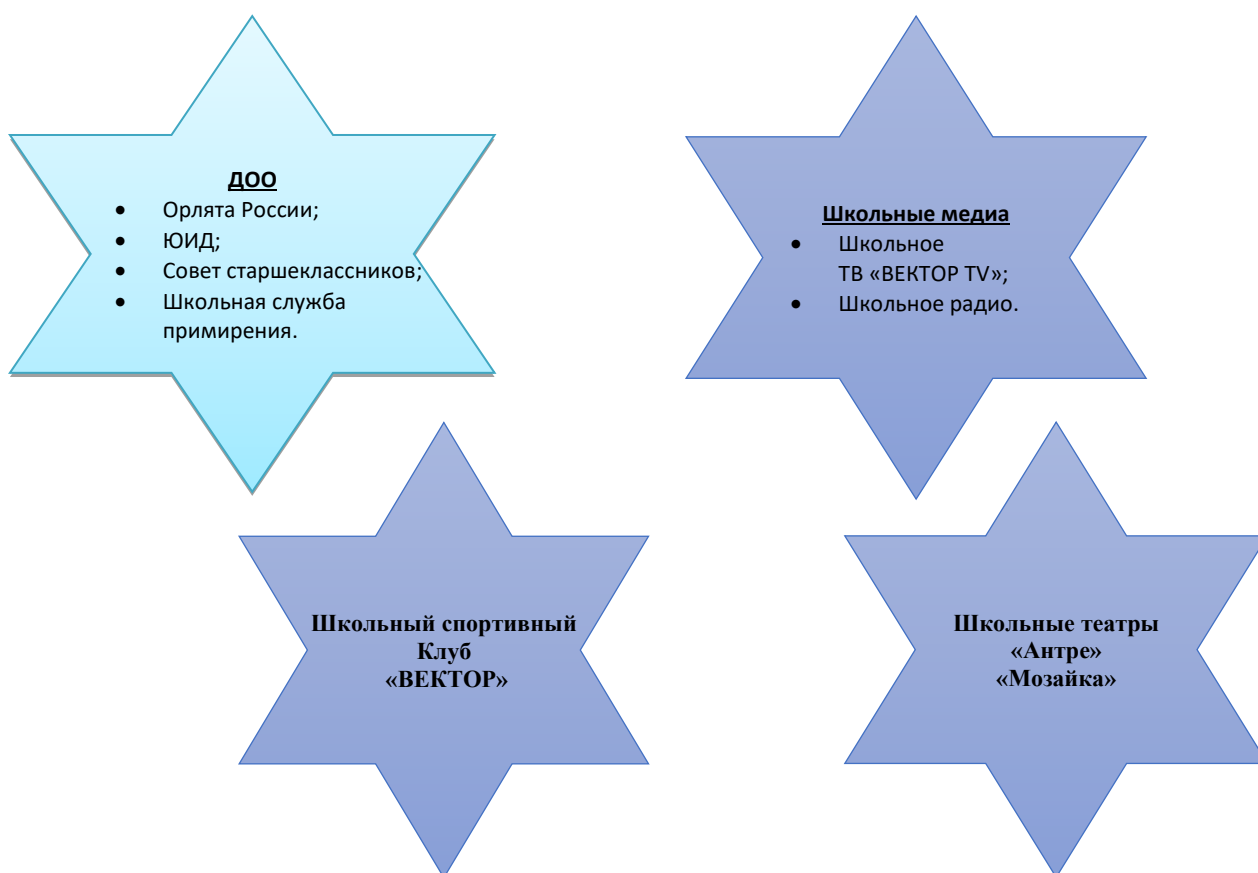 ДОО
• Орлята России;
• ЮИД;
• Совет старшеклассников;
• Школьная служба
примирения.
Школьные медиа
• Школьное
ТВ «ВЕКТОР TV»;
• Школьное радио.
Школьный спортивный
Клуб
«ВЕКТОР»
Школьные театры
«Антре»
«Мозайка»